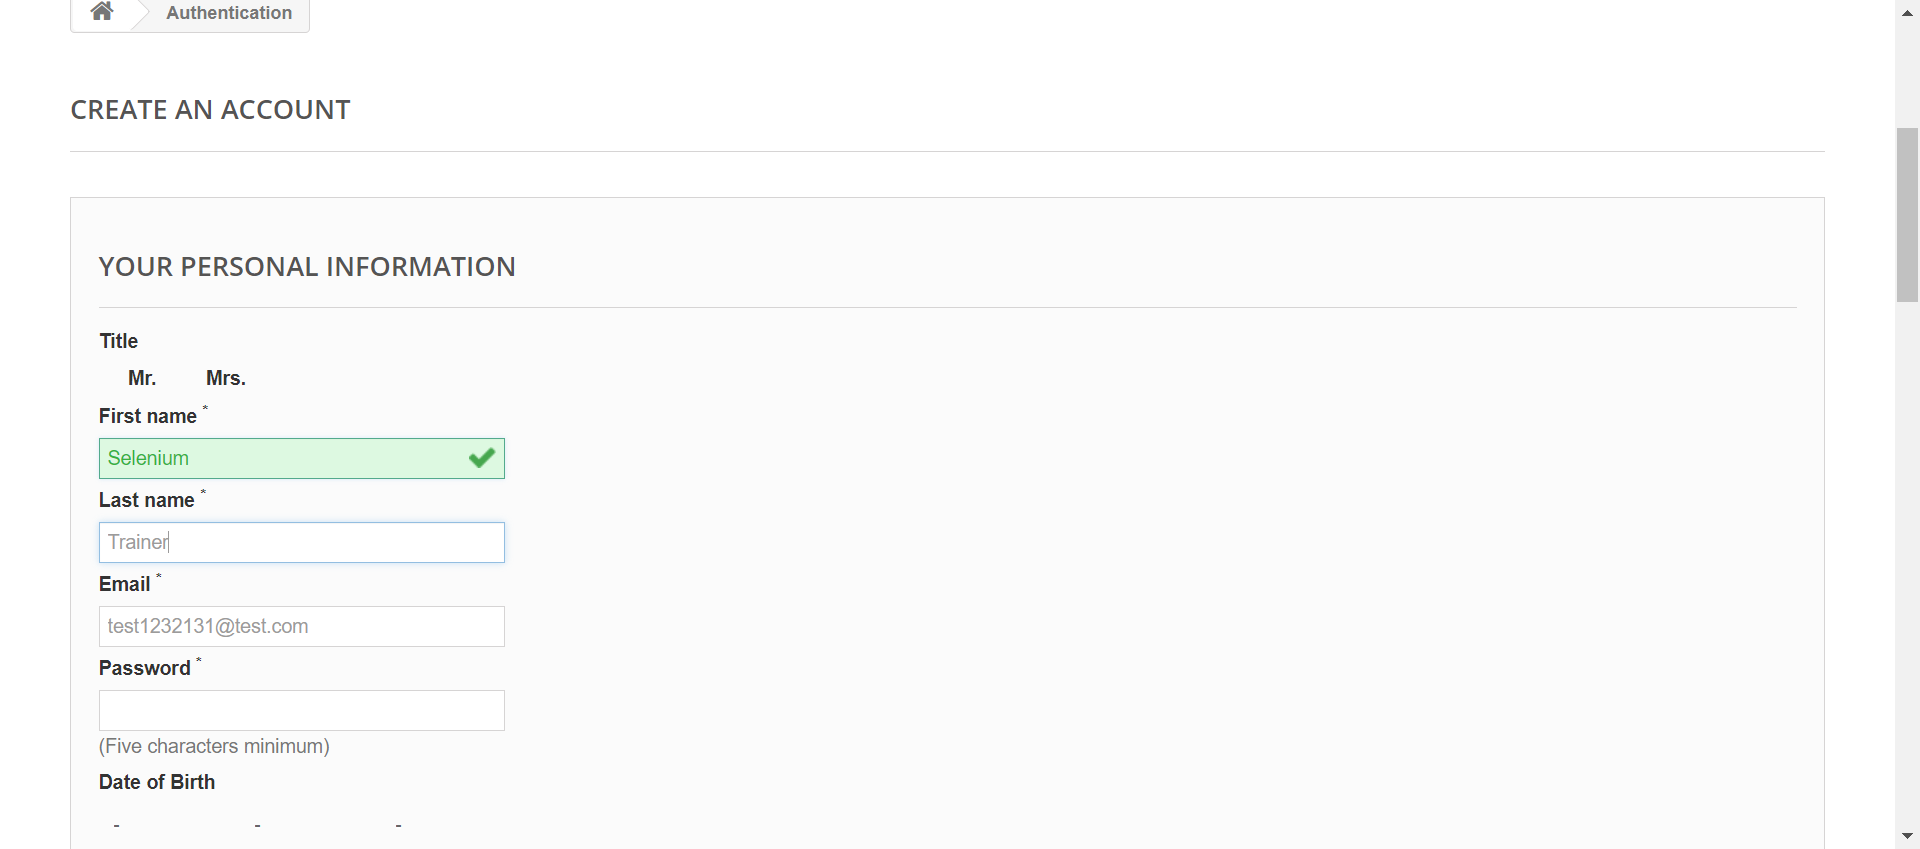 Authentication
CREATE AN ACCOUNT
YOUR PERSONAL INFORMATION
Title
Mr. Mrs.
First name *
Selenium
Last name *
Trainer
Email *
test1232131@test.com
Password *
(Five characters minimum)
Date of Birth
- - -